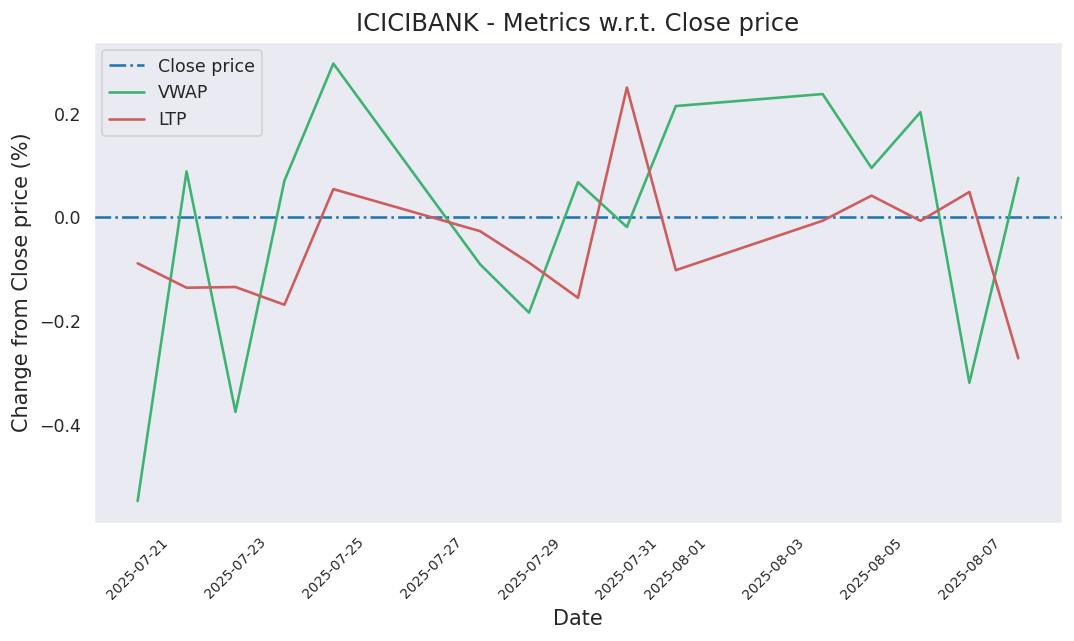 ICICIBANK - Metrics w.r.t. Close price
Close price
VWAP
LTP
Change from Close price (%)
0.2
0.0
−0.2
−0.4
2025-07-21
2025-07-23
2025-07-25
2025-07-27
2025-07-29
2025-07-31
2025-08-01
2025-08-03
2025-08-05
2025-08-07
Date